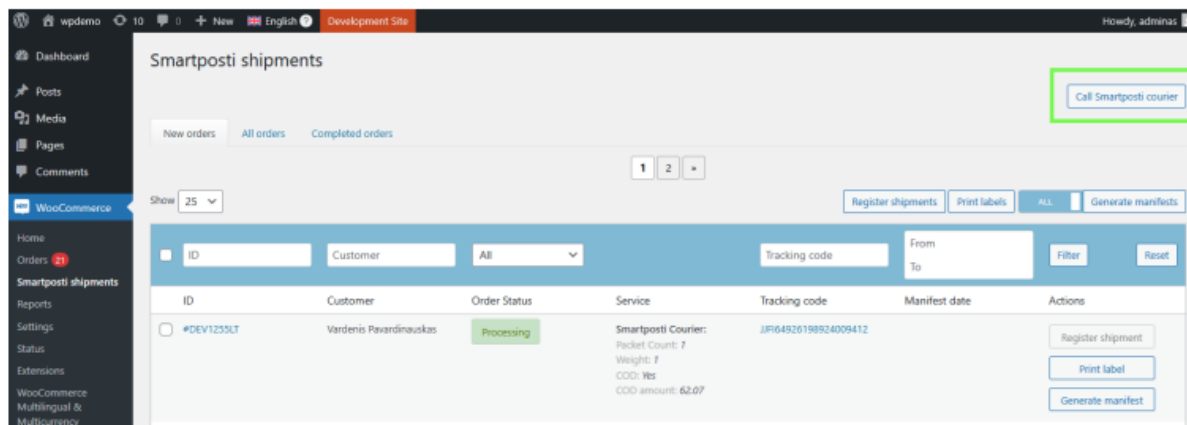 wpdemo 10 0 + New English Development Site Howdy, adminas
Dashboard
Posts
Media
Pages
Comments
WooCommerce
Home
Orders 21
Smartposti shipments
Reports
Settings
Status
Extensions
WooCommerce
Multilingual &
Multicurrency
Smartposti shipments
Call Smartposti courier
New orders All orders Completed orders
1 2 »
Show 25
Register shipments Print labels ALL Generate manifests
ID Customer All Tracking code From
To
Filter Reset
ID Customer Order Status Service Tracking code Manifest date Actions
#DEV1255LT Vardenis Pavardinauskas Processing Smartposti Courier: JJFI64926198924009412
Packet Count: 1
Weight: 1
COD: Yes
COD amount: 62.07
Register shipment
Print label
Generate manifest